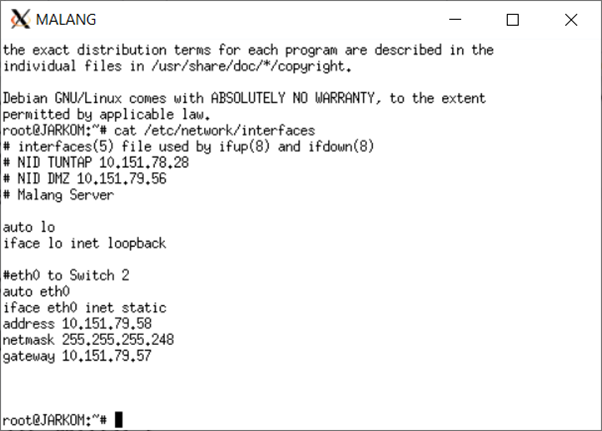 MALANG
the exact distribution terms for each program are described in the
individual files in /usr/share/doc/*/copyright.
Debian GNU/Linux comes with ABSOLUTELY NO WARRANTY, to the extent
permitted by applicable law.
root@JARKOM:~# cat /etc/network/interfaces
# interfaces(5) file used by ifup(8) and ifdown(8)
# NID TUNTAP 10.151.78.28
# NID DMZ 10.151.79.56
# Malang Server
auto lo
iface lo inet loopback
#eth0 to Switch 2
auto eth0
iface eth0 inet static
address 10.151.79.58
netmask 255.255.255.248
gateway 10.151.79.57
root@JARKOM:~#